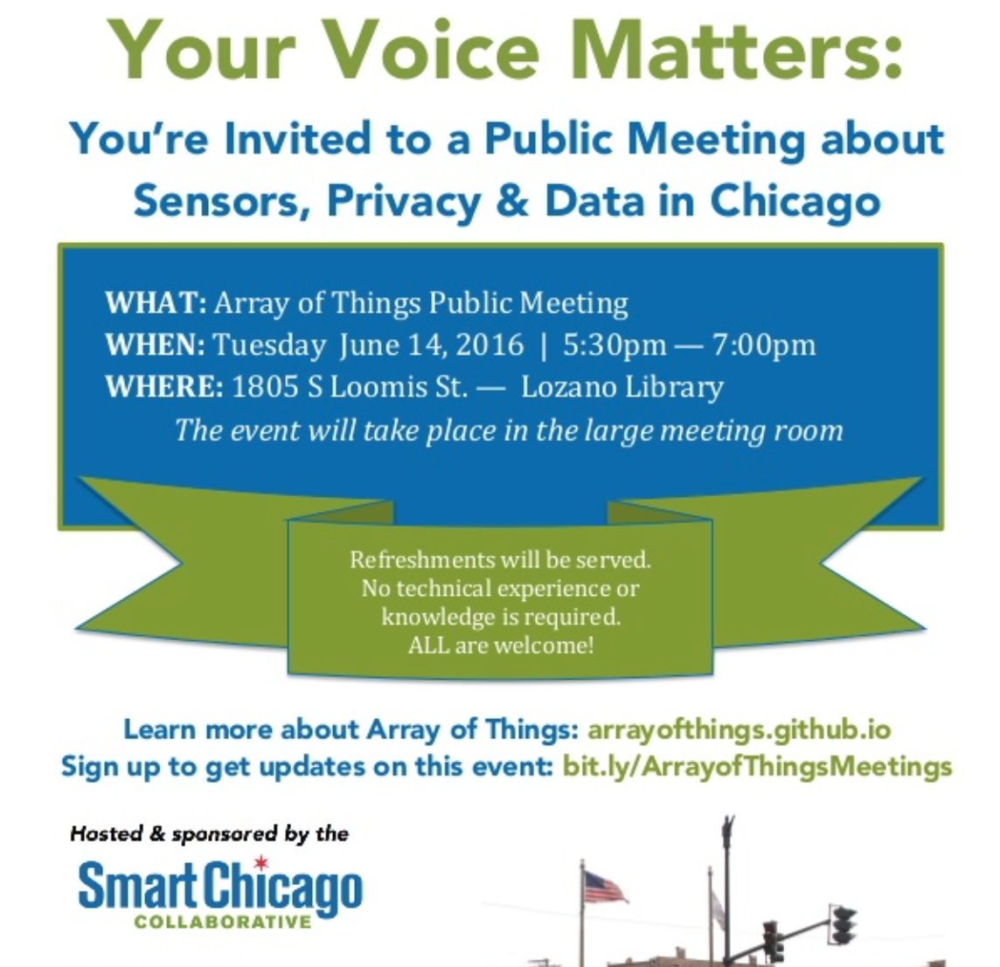 Your Voice Matters:
You’re Invited to a Public Meeting about
Sensors, Privacy & Data in Chicago
WHAT: Array of Things Public Meeting
WHEN: Tuesday June 14, 2016 | 5:30pm — 7:00pm
WHERE: 1805 S Loomis St. — Lozano Library
The event will take place in the large meeting room
Refreshments will be served.
No technical experience or
knowledge is required.
ALL are welcome!
Learn more about Array of Things: arrayofthings.github.io
Sign up to get updates on this event: bit.ly/ArrayofThingsMeetings
Hosted & sponsored by the
SmartChicago
COLLABORATIVE